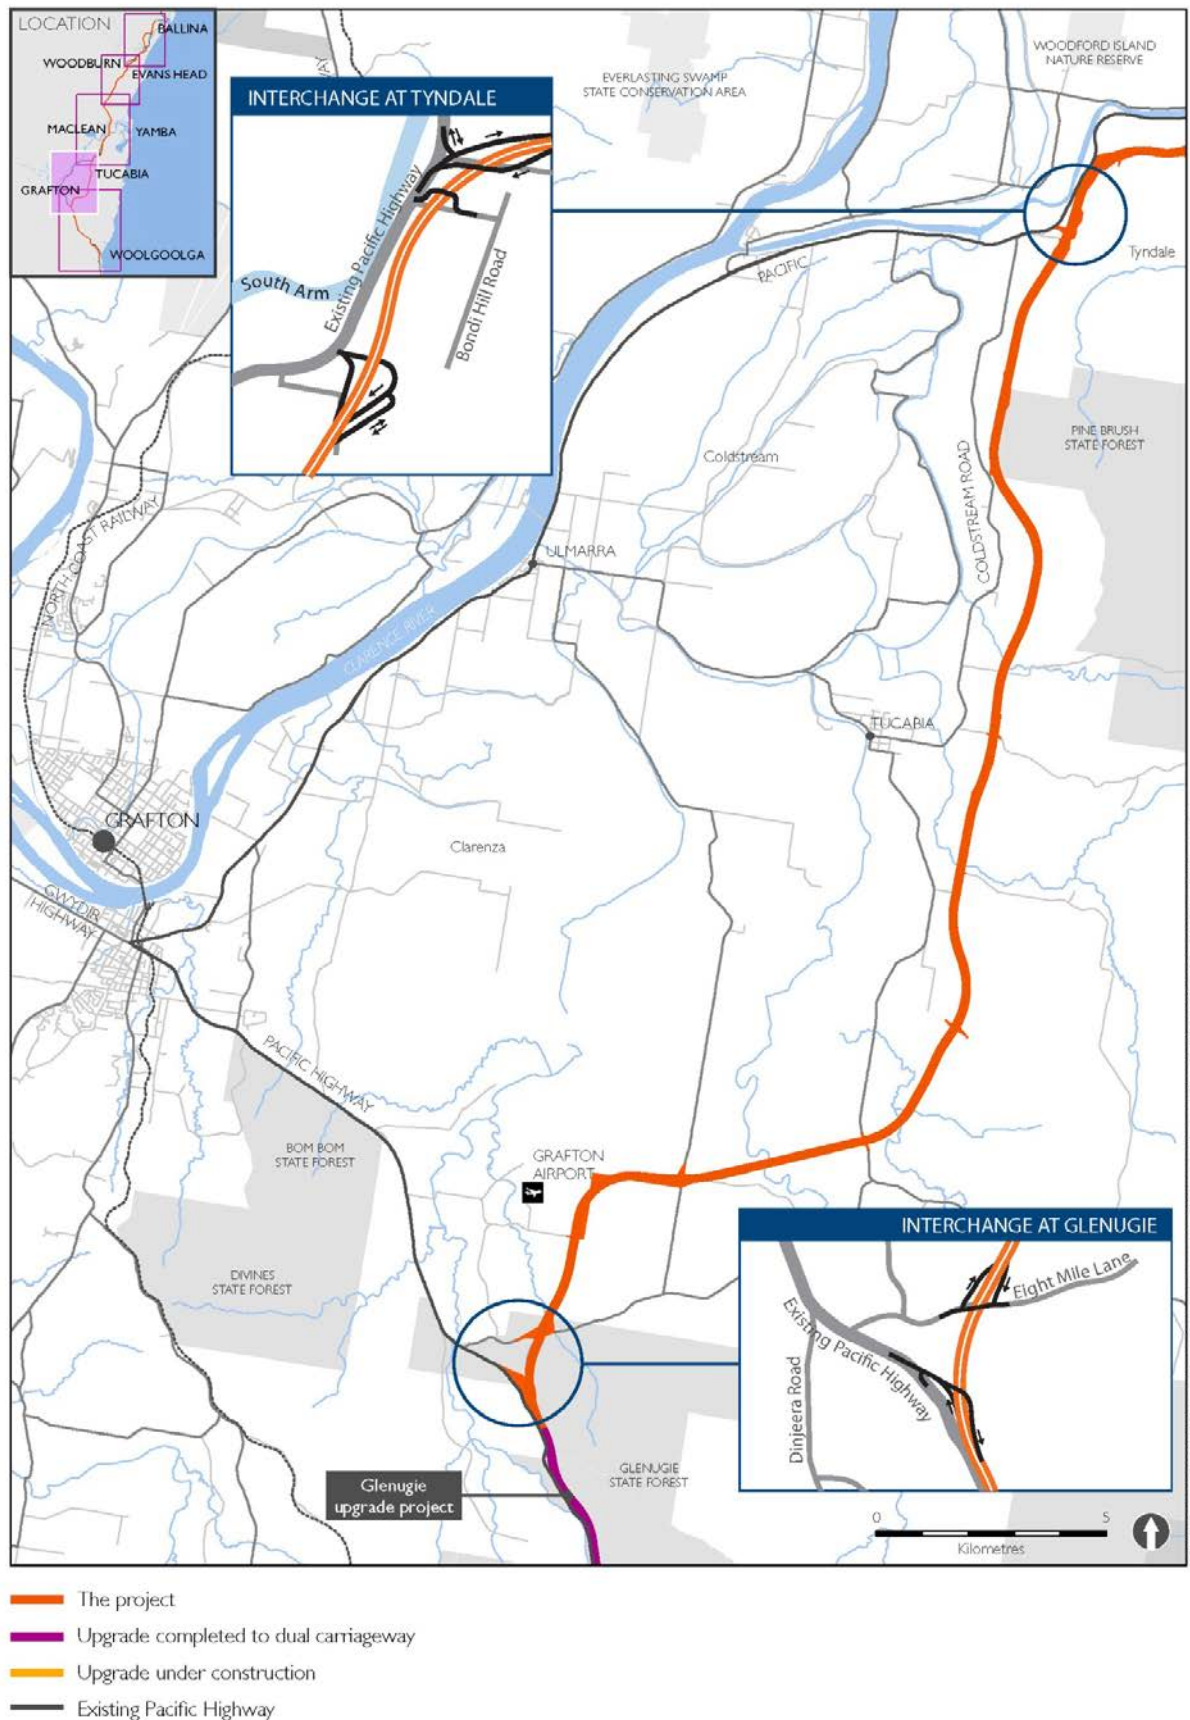 LOCATION
BALLINA
WOODBURN
EVANS HEAD
MACLEAN
YAMBA
TUCABIA
GRAFTON
WOOLGOOLGA
WAY
EVERLASTING SWAMP
STATE CONSERVATION AREA
WOODFORD ISLAND
NATURE RESERVE
INTERCHANGE AT TYNDALE
Existing Pacific Highway
South Arm
Bondi Hill Road
PACIFIC
Tyndale
PINE BRUSH
STATE FOREST
Coldstream
COLDSTREAM ROAD
NORTH COAST RAILWAY
ULMARRA
CLARENCE RIVER
TUCABIA
GRAFTON
Clarenza
GWYDIR
HIGHWAY
PACIFIC HIGHWAY
BOM BOM
STATE FOREST
GRAFTON
AIRPORT
DIVINES
STATE FOREST
INTERCHANGE AT GLENUGIE
Eight Mile Lane
Existing Pacific Highway
Dinjeera Road
Glenugie
upgrade project
GLENUGIE
STATE FOREST
0 5
Kilometres
The project
Upgrade completed to dual carriageway
Upgrade under construction
Existing Pacific Highway